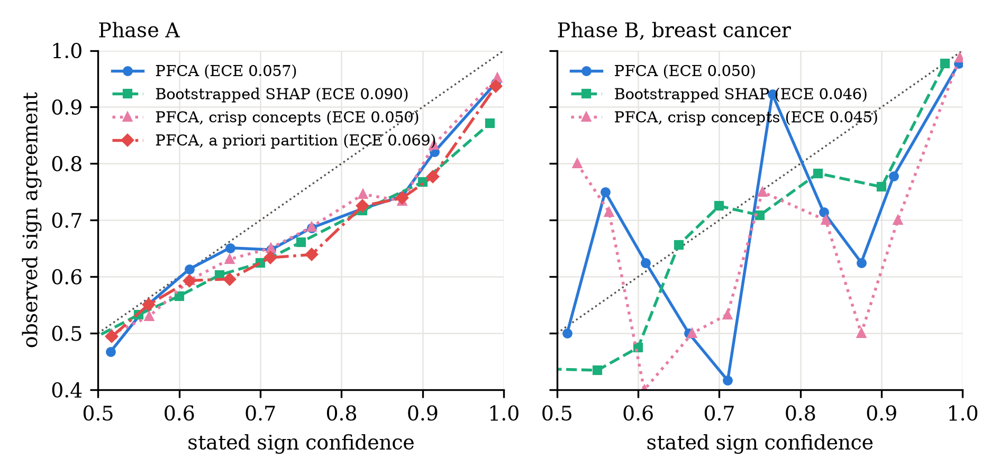 Phase A
1.0
0.9
0.8
0.7
0.6
0.5
0.4
observed sign agreement
PFCA (ECE 0.057)
Bootstrapped SHAP (ECE 0.090)
PFCA, crisp concepts (ECE 0.050)
PFCA, a priori partition (ECE 0.069)
0.5 0.6 0.7 0.8 0.9 1.0
stated sign confidence
Phase B, breast cancer
PFCA (ECE 0.050)
Bootstrapped SHAP (ECE 0.046)
PFCA, crisp concepts (ECE 0.045)
0.5 0.6 0.7 0.8 0.9 1.0
stated sign confidence